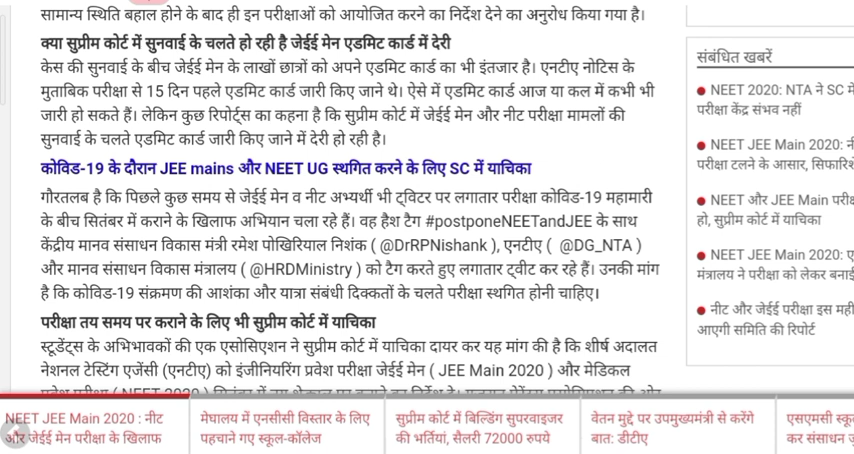 सामान्य स्थिति बहाल होने के बाद ही इन परीक्षाओं को आयोजित करने का निर्देश देने का अनुरोध किया गया है।
क्या सुप्रीम कोर्ट में सुनवाई के चलते हो रही है जेईई मेन एडमिट कार्ड में देरी
केस की सुनवाई के बीच जेईई मेन के लाखों छात्रों को अपने एडमिट कार्ड का भी इंतजार है। एनटीए नोटिस के
मुताबिक परीक्षा से 15 दिन पहले एडमिट कार्ड जारी किए जाने थे। ऐसे में एडमिट कार्ड आज या कल में कभी भी
जारी हो सकते हैं। लेकिन कुछ रिपोर्ट्स का कहना है कि सुप्रीम कोर्ट में जेईई मेन और नीट परीक्षा मामलों की
सुनवाई के चलते एडमिट कार्ड जारी किए जाने में देरी हो रही है।
कोविड-19 के दौरान JEE mains और NEET UG स्थगित करने के लिए SC में याचिका
गौरतलब है कि पिछले कुछ समय से जेईई मेन व नीट अभ्यर्थी भी ट्विटर पर लगातार परीक्षा कोविड-19 महामारी
के बीच सितंबर में कराने के खिलाफ अभियान चला रहे हैं। वह हैश टैग #postponeNEETandJEE के साथ
केंद्रीय मानव संसाधन विकास मंत्री रमेश पोखिरियाल निशंक ( @DrRPNishank ), एनटीए ( @DG_NTA )
और मानव संसाधन विकास मंत्रालय ( @HRDMinistry ) को टैग करते हुए लगातार ट्वीट कर रहे हैं। उनकी मांग
है कि कोविड-19 संक्रमण की आशंका और यात्रा संबंधी दिक्कतों के चलते परीक्षा स्थगित होनी चाहिए।
परीक्षा तय समय पर कराने के लिए भी सुप्रीम कोर्ट में याचिका
स्टूडेंट्स के अभिभावकों की एक एसोसिएशन ने सुप्रीम कोर्ट में याचिका दायर कर यह मांग की है कि शीर्ष अदालत
नेशनल टेस्टिंग एजेंसी (एनटीए) को इंजीनियरिंग प्रवेश परीक्षा जेईई मेन ( JEE Main 2020 ) और मेडिकल
संबंधित खबरें
NEET 2020: NTA ने SC में
परीक्षा केंद्र संभव नहीं
NEET JEE Main 2020:
परीक्षा टलने के आसार,
NEET और JEE Main
हो, सुप्रीम कोर्ट में याचिका
NEET JEE Main 2020:
मंत्रालय ने परीक्षा को लेकर
नीट और जेईई परीक्षा इस
आएगी समिति की रिपोर्ट
NEET JEE Main 2020 : नीट
और जेईई मेन परीक्षा के खिलाफ
मेघालय में एनसीसी विस्तार के लिए
पहचाने गए स्कूल-कॉलेज
सुप्रीम कोर्ट में बिल्डिंग सुपरवाइजर
की भर्तियां, सैलरी 72000 रुपये
वेतन मुद्दे पर उपमुख्यमंत्री से करेंगे
बात: डीटीए
एसएमसी
कर संसाधन